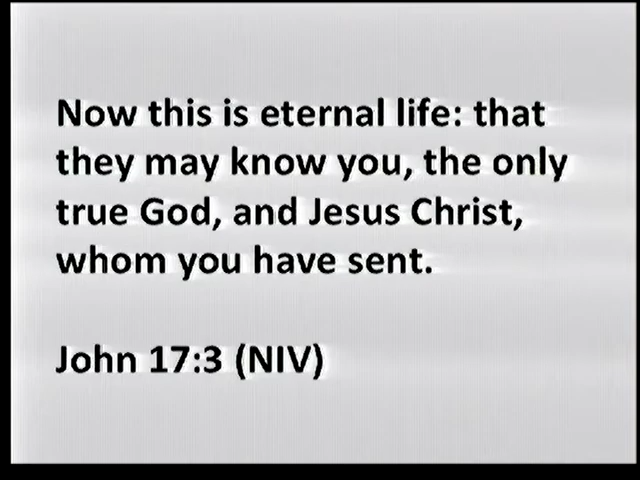 Now this is eternal life: that
they may know you, the only
true God, and Jesus Christ,
whom you have sent.
John 17:3 (NIV)